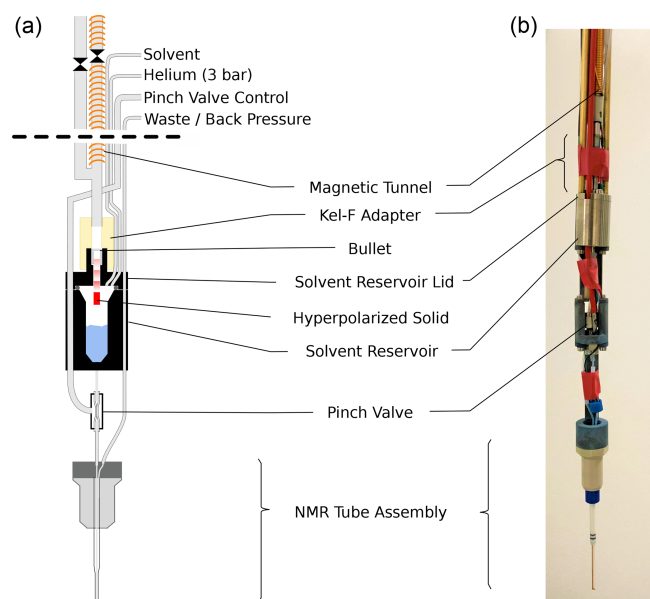 (a)
(b)
Solvent
Helium (3 bar)
Pinch Valve Control
Waste / Back Pressure
Magnetic Tunnel
Kel-F Adapter
Bullet
Solvent Reservoir Lid
Hyperpolarized Solid
Solvent Reservoir
Pinch Valve
NMR Tube Assembly